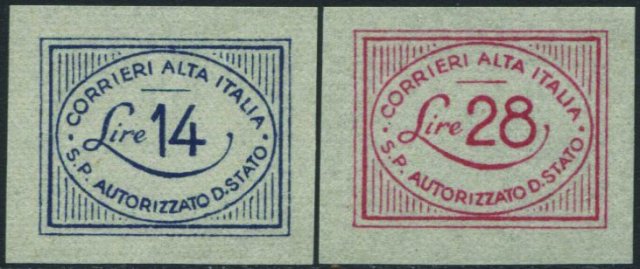 CORRIERI ALTA ITALIA
Lire 14
S.P. AUTORIZZATO D.STATO
CORRIERI ALTA ITALIA
Lire 28
S.P. AUTORIZZATO D.STATO